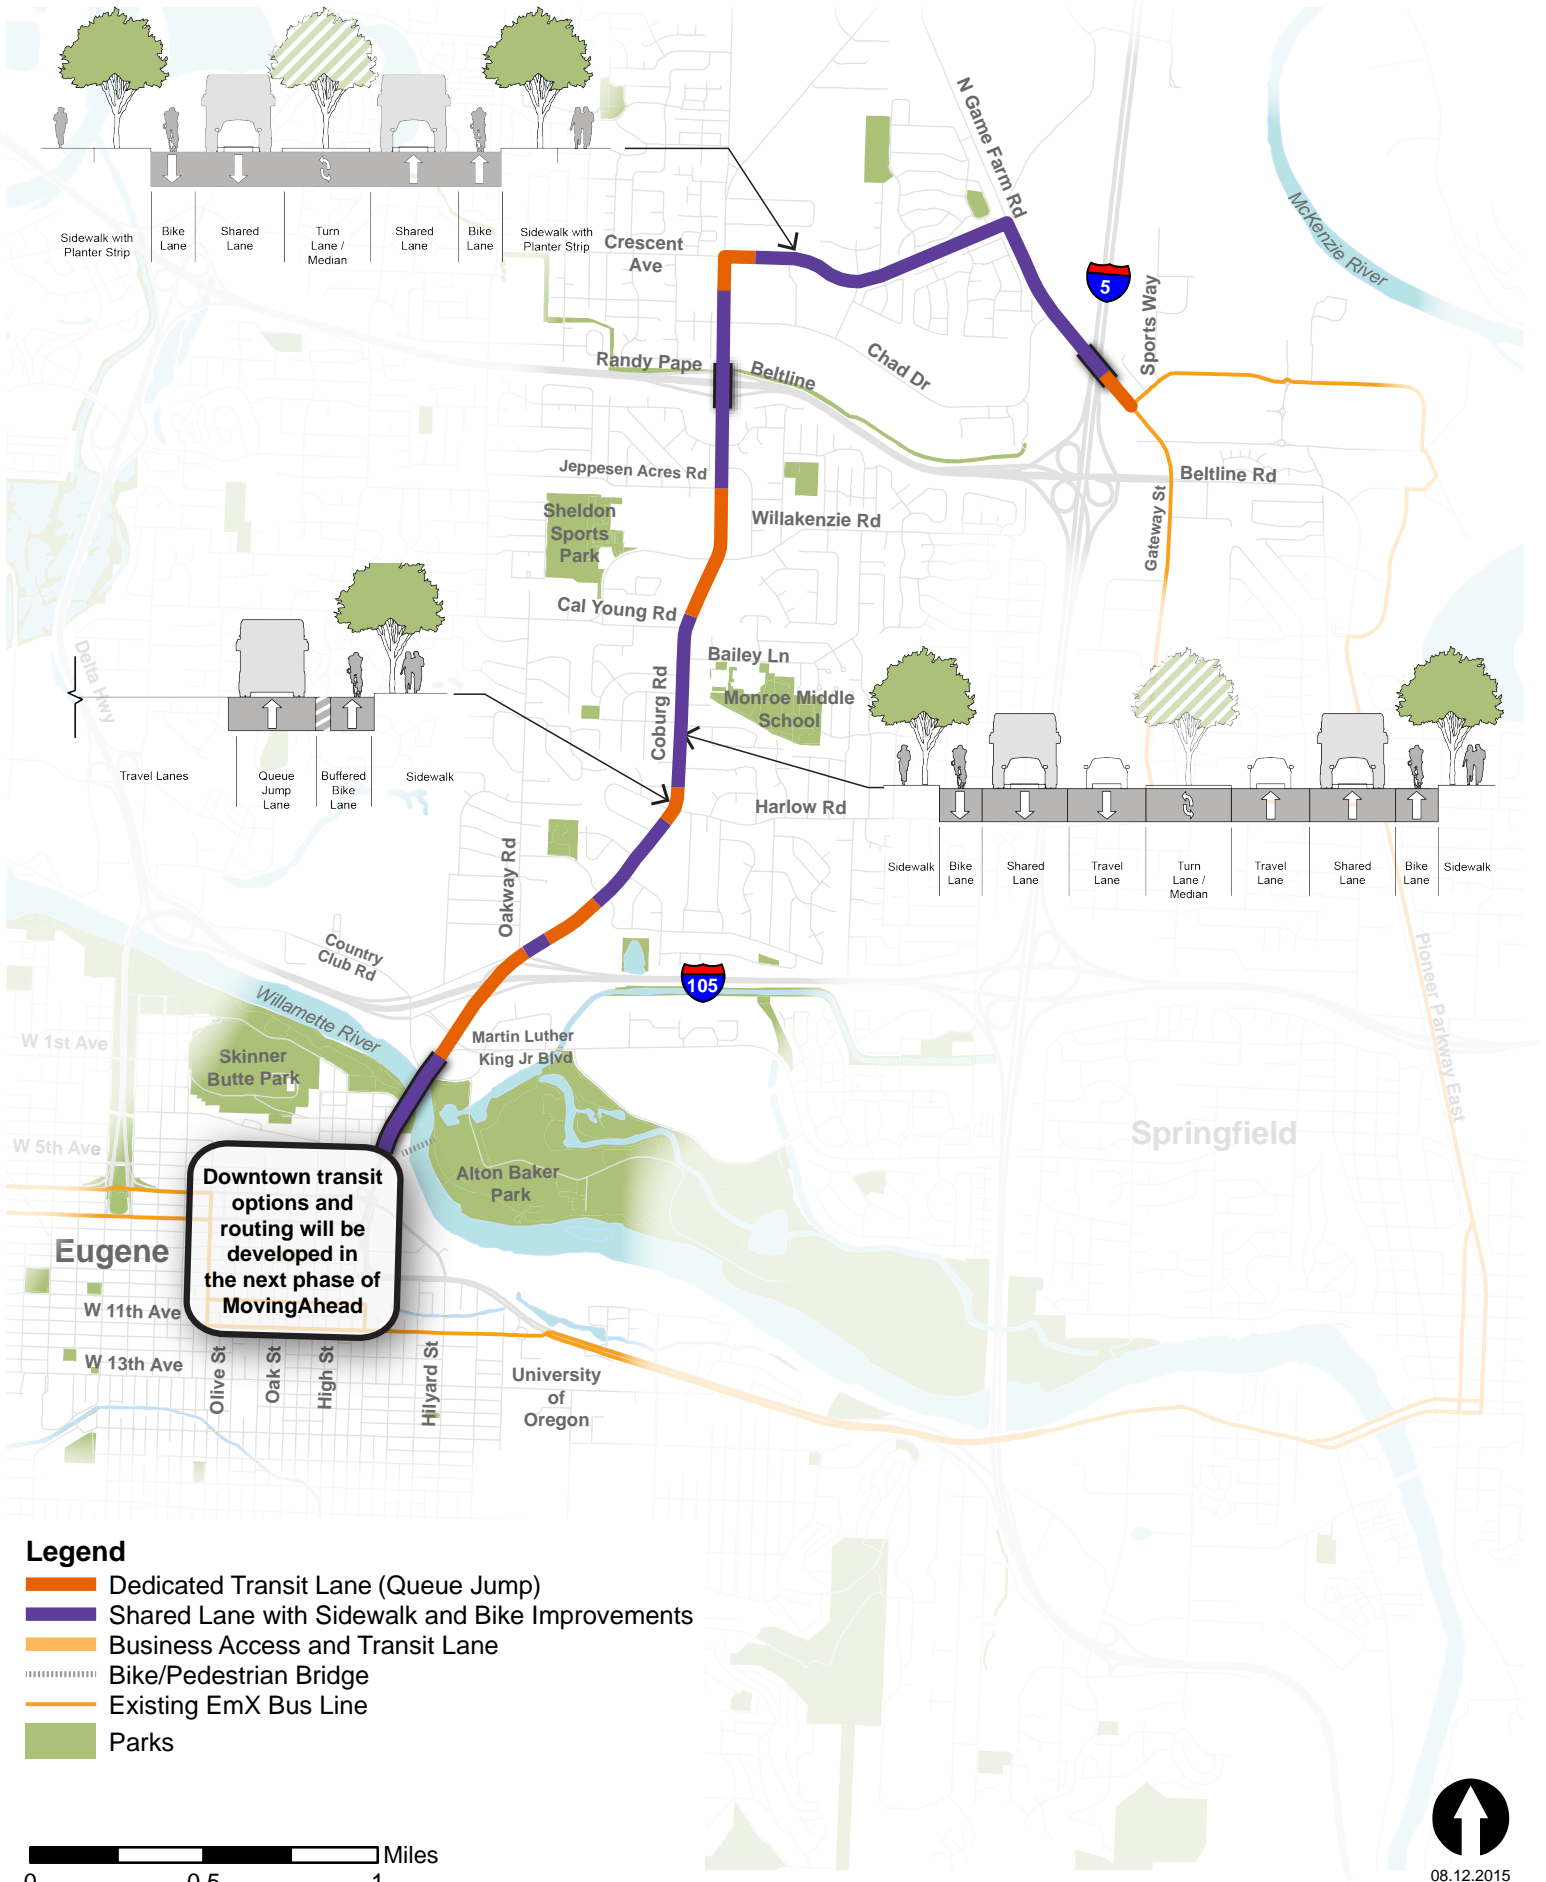 Sidewalk with
Planter Strip
Bike
Lane
Shared
Lane
Turn
Lane /
Median
Shared
Lane
Bike
Lane
Sidewalk with
Planter Strip
Crescent
Ave
N Game Farm Rd
McKenzie River
5
Sports Way
Randy Pape
Beltline
Chad Dr
Jeppesen Acres Rd
Beltline Rd
Gateway St
Sheldon
Sports
Park
Willakenzie Rd
Cal Young Rd
Bailey Ln
Monroe Middle
School
Coburg Rd
Delta Hwy
Travel Lanes
Queue
Jump
Lane
Buffered
Bike
Lane
Sidewalk
Harlow Rd
Sidewalk
Bike
Lane
Shared
Lane
Travel
Lane
Turn
Lane /
Median
Travel
Lane
Shared
Lane
Bike
Lane
Sidewalk
Oakway Rd
Country
Club Rd
105
Pioneer Parkway East
Willamette River
Martin Luther
King Jr Blvd
W 1st Ave
Skinner
Butte Park
Springfield
W 5th Ave
Alton Baker
Park
Downtown transit
options and
routing will be
developed in
the next phase of
MovingAhead
Eugene
W 11th Ave
W 13th Ave
Olive St
Oak St
High St
Hilyard St
University
of
Oregon
Legend
Dedicated Transit Lane (Queue Jump)
Shared Lane with Sidewalk and Bike Improvements
Business Access and Transit Lane
Bike/Pedestrian Bridge
Existing EmX Bus Line
Parks
Miles
0 0.5 1
08.12.2015